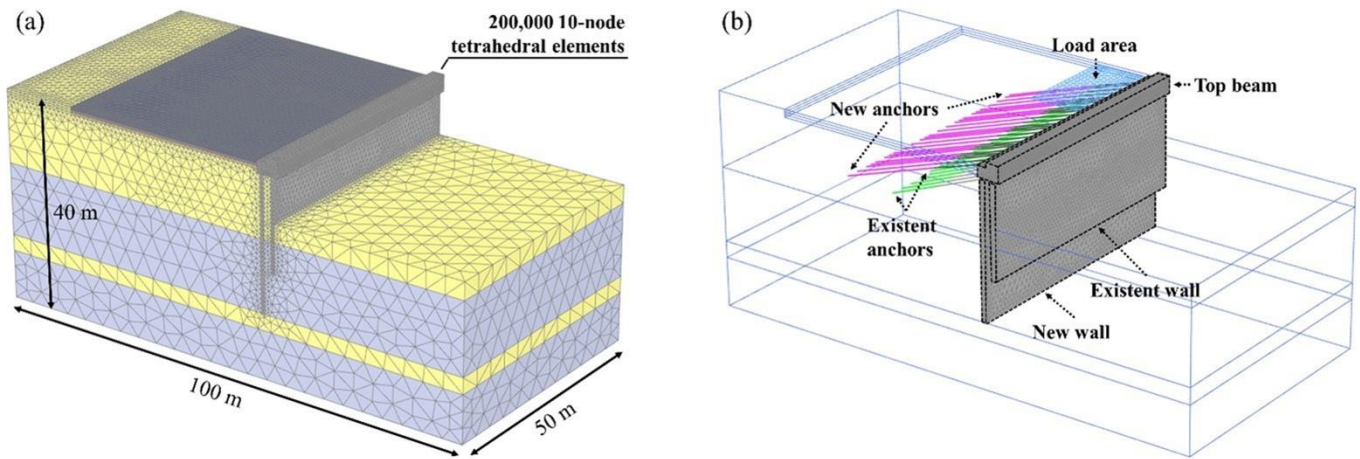 (a)
200,000 10-node
tetrahedral elements
40 m
100 m
50 m
(b)
Load area
Top beam
New anchors
Existent
anchors
Existent wall
New wall